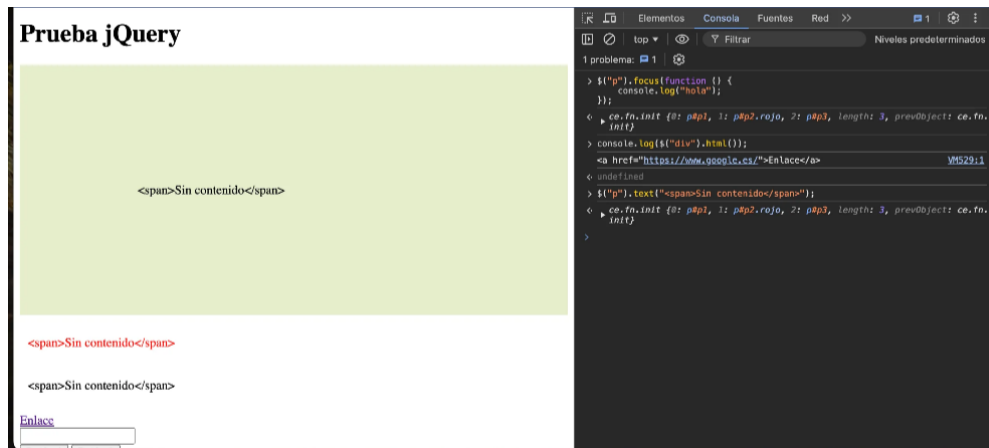 Prueba jQuery
<span>Sin contenido</span>
<span>Sin contenido</span>
<span>Sin contenido</span>
Enlace
Elementos Consola Fuentes Red 1
top Filtrar Niveles predeterminados
1 problema: 1
> $("p").focus(function () {
console.log("hola");
});
ce.fn.init {0: p#p1, 1: p#p2.rojo, 2: p#p3, length: 3, prevObject: ce.fn.
init}
> console.log($("div").html());
<a href="https://www.google.es/">Enlace</a> VM529:1
undefined
> $("p").text("<span>Sin contenido</span>");
ce.fn.init {0: p#p1, 1: p#p2.rojo, 2: p#p3, length: 3, prevObject: ce.fn.
init}
>